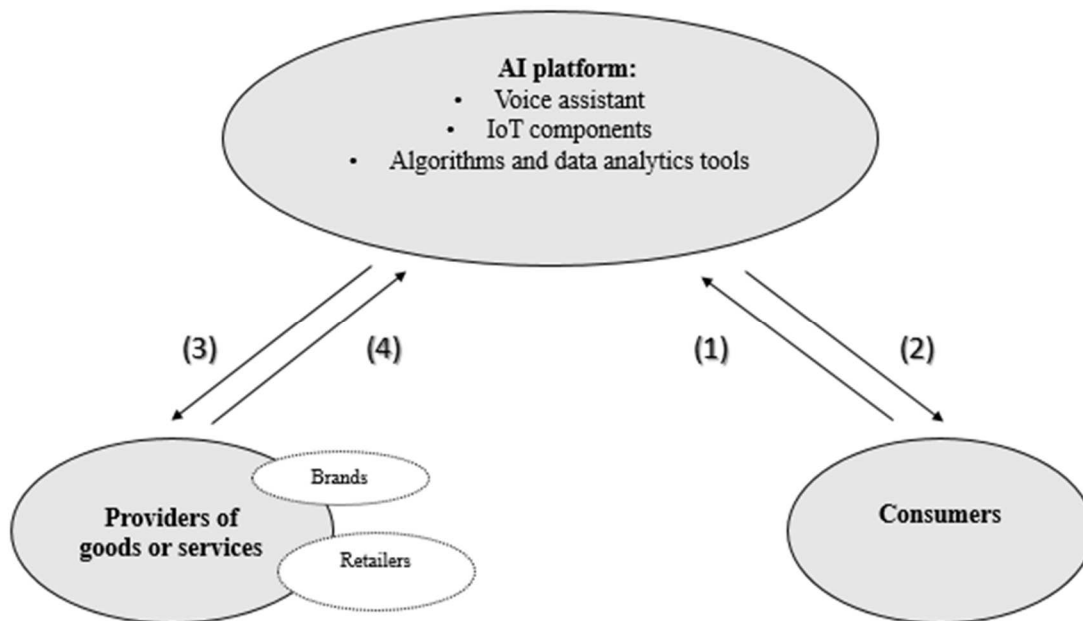 AI platform:
• Voice assistant
• IoT components
• Algorithms and data analytics tools
(3)
(4)
(1)
(2)
Brands
Providers of
goods or services
Retailers
Consumers